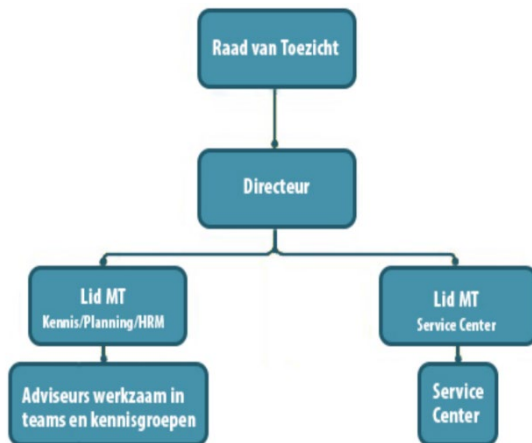 Raad van Toezicht
Directeur
Lid MT
Kennis/Planning/HRM
Lid MT
Service Center
Adviseurs werkzaam in
teams en kennisgroepen
Service
Center